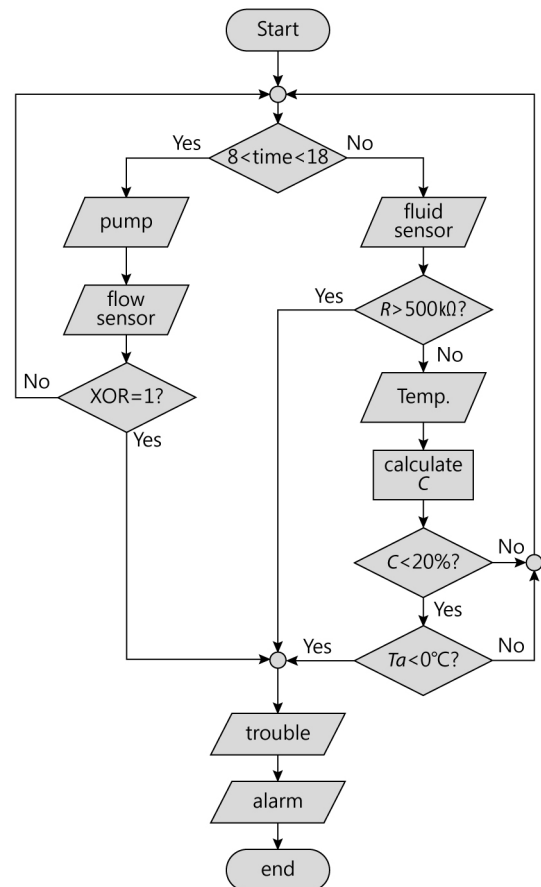 Start
Yes
8<time<18
No
pump
fluid
sensor
flow
sensor
Yes
R>500kΩ?
No
No
XOR=1?
Yes
Temp.
calculate
C
C<20%?
No
Yes
Yes
Ta<0℃?
No
trouble
alarm
end